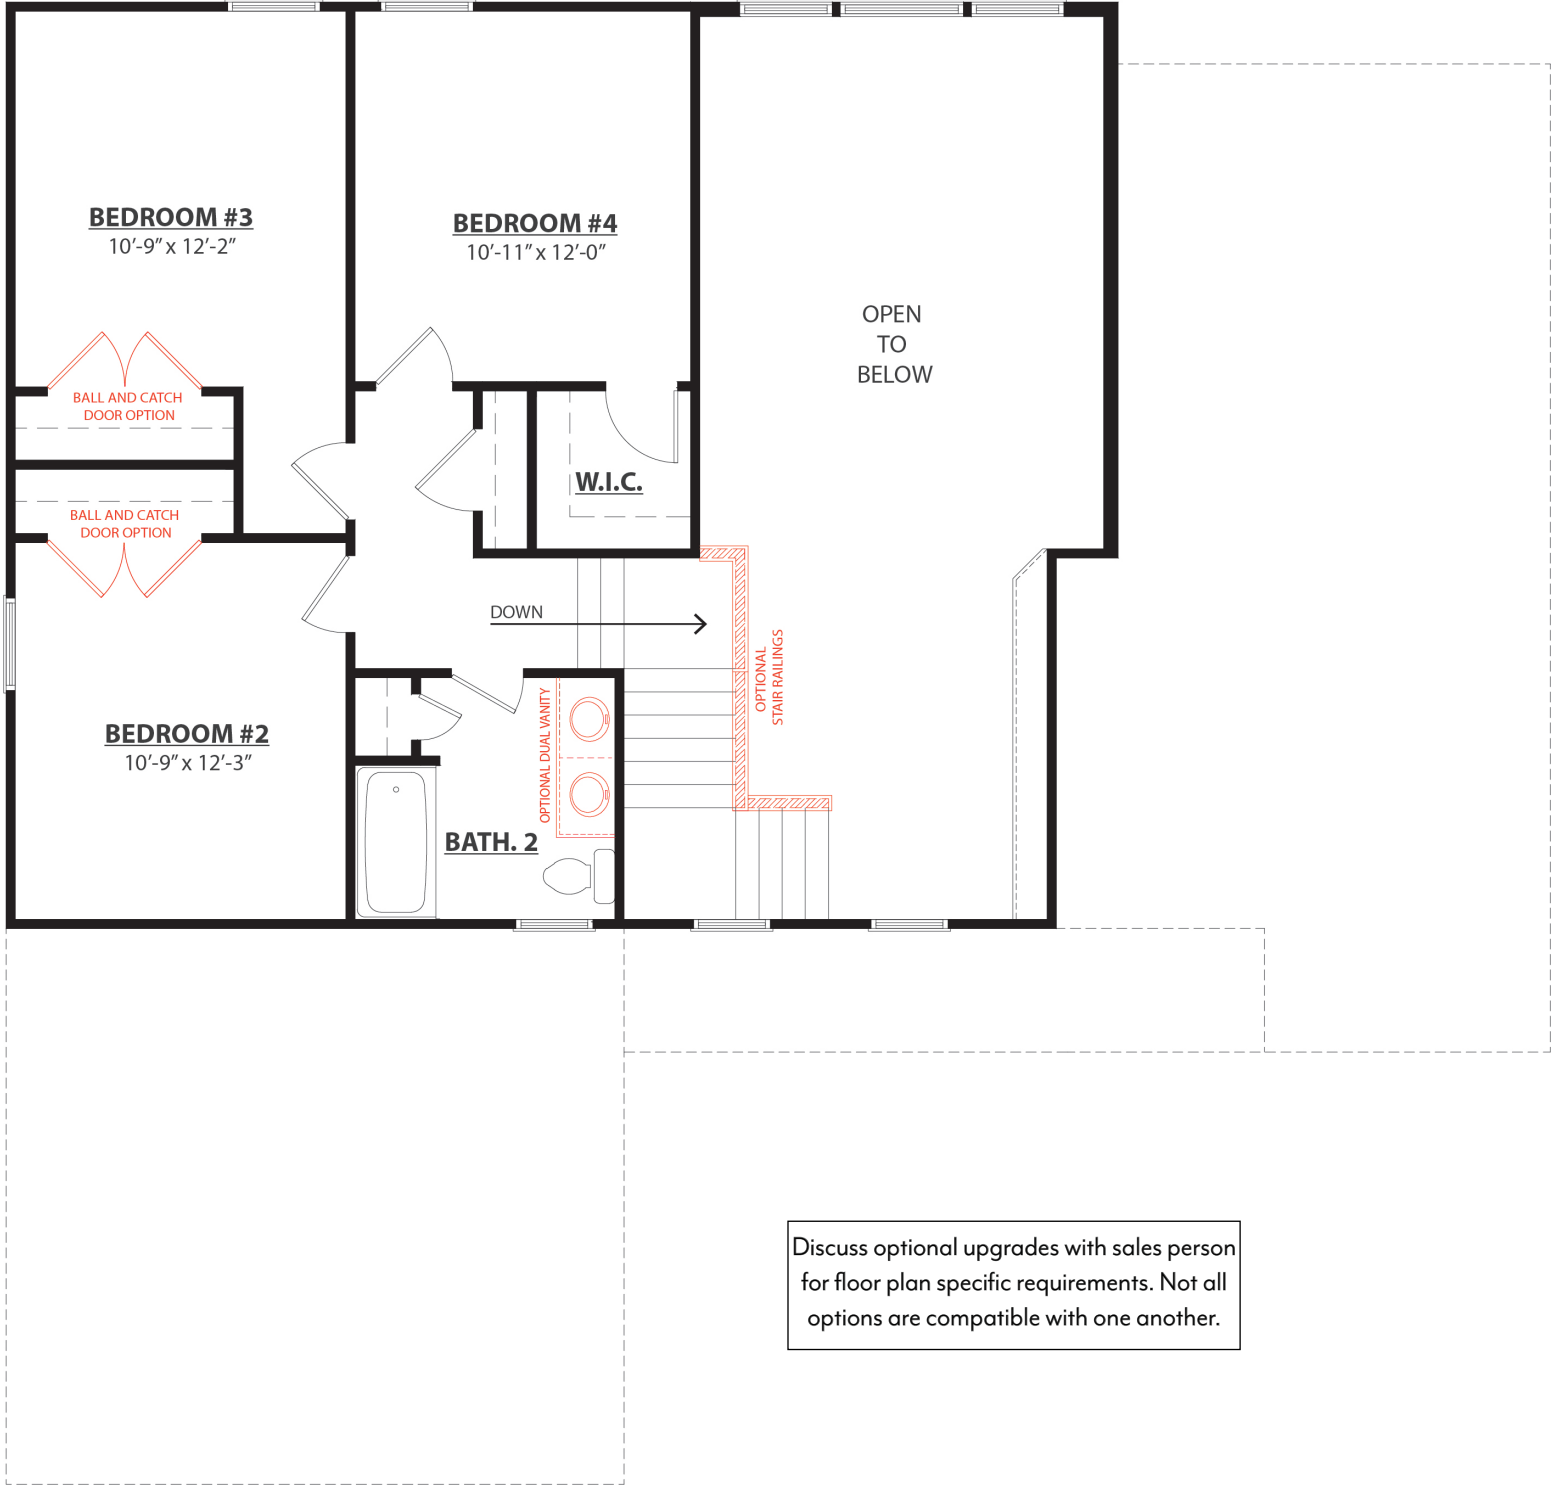 BEDROOM #3
10’-9” x 12’-2”
BEDROOM #4
10’-11” x 12’-0”
OPEN
TO
BELOW
BALL AND CATCH
DOOR OPTION
W.I.C.
BALL AND CATCH
DOOR OPTION
DOWN
OPTIONAL
STAIR RAILINGS
BEDROOM #2
10’-9” x 12’-3”
OPTIONAL DUAL VANITY
BATH. 2
Discuss optional upgrades with sales person
for floor plan specific requirements. Not all
options are compatible with one another.